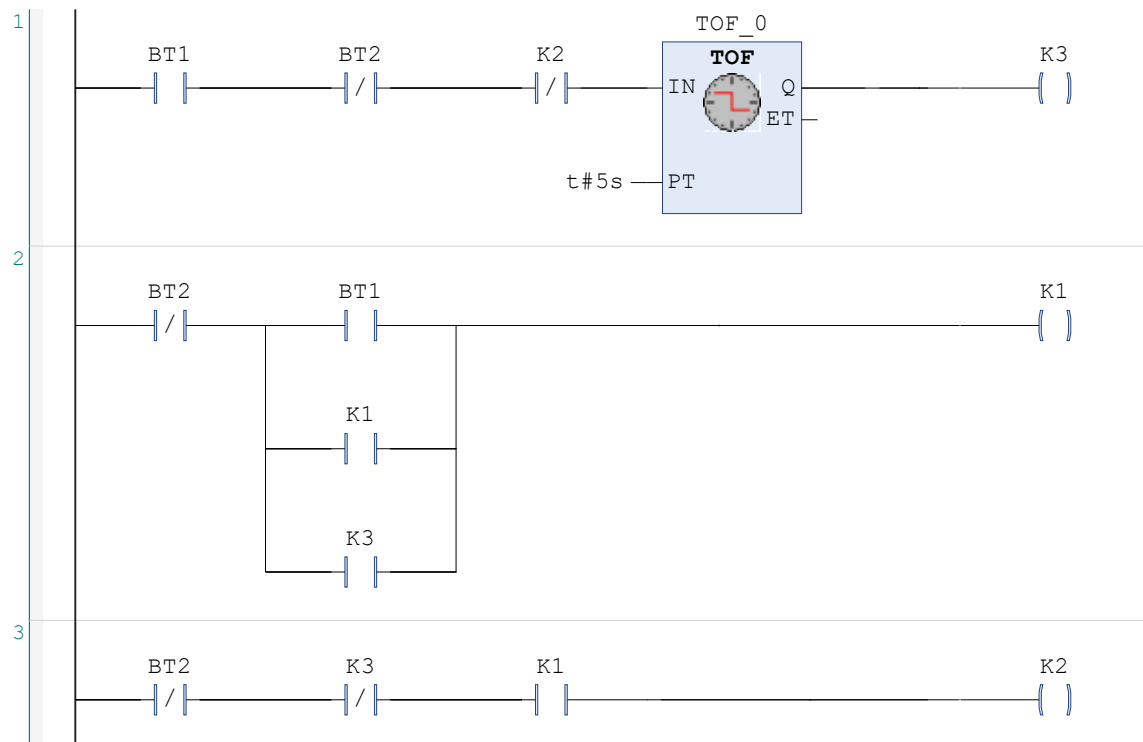 1
TOF_0
BT1 BT2 K2 TOF K3
IN Q
ET
t#5s PT
2
BT2 BT1 K1
K1
K3
3
BT2 K3 K1 K2